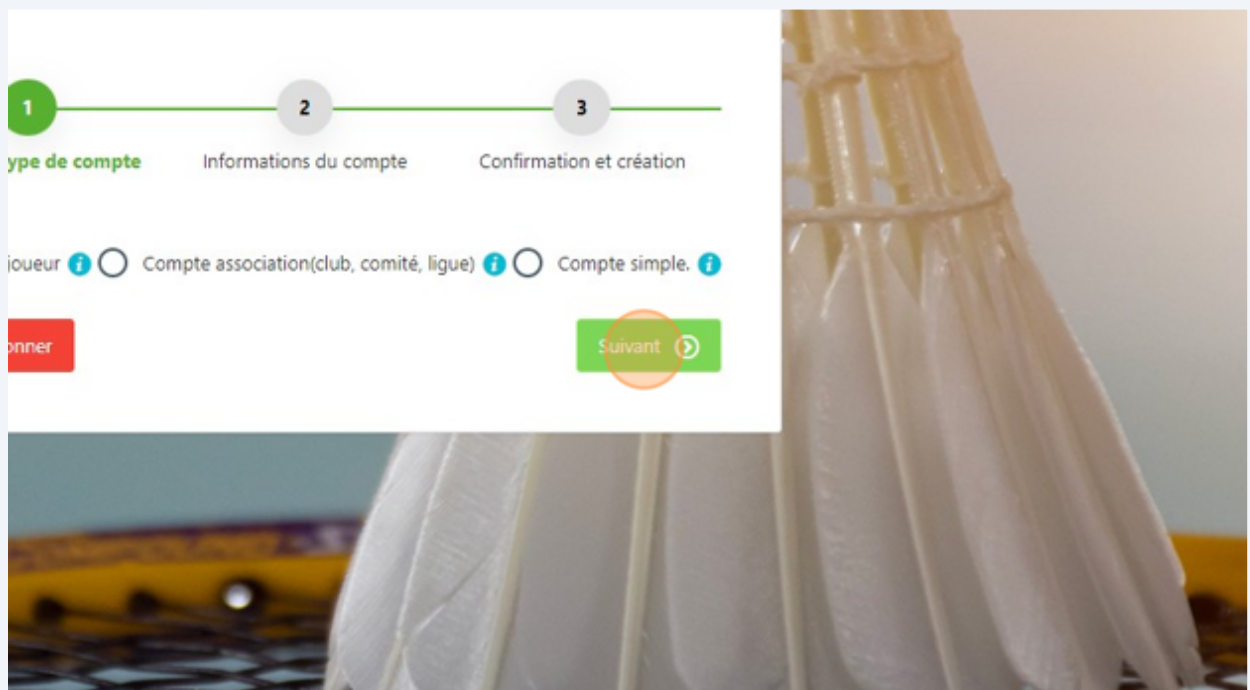 1 2 3
ype de compte Informations du compte Confirmation et création
joueur Compte association(club, comité, ligue) Compte simple.
onner Suivant